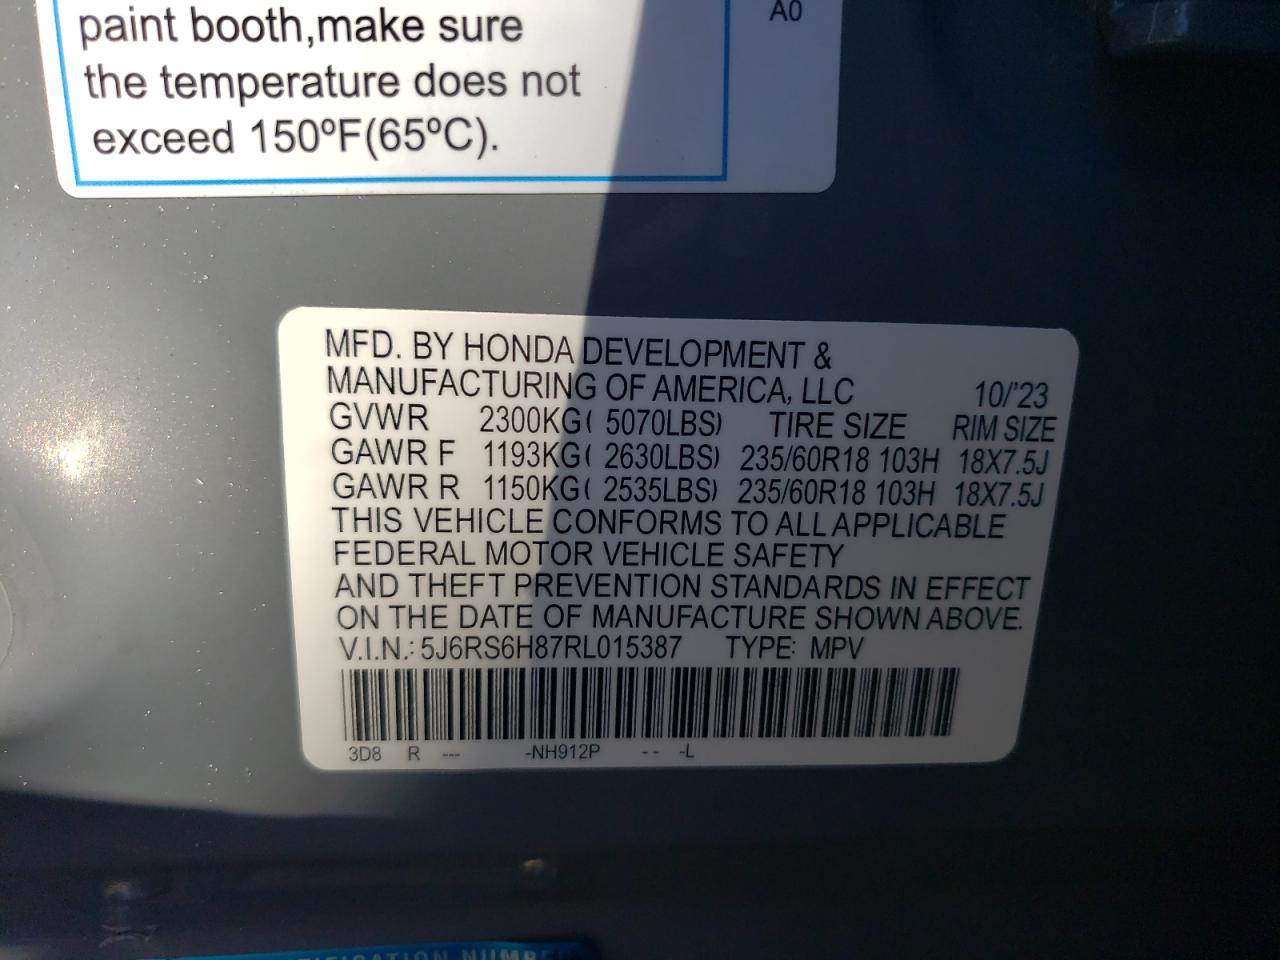 paint booth,make sure
the temperature does not
exceed 150ºF(65ºC).
A0
MFD. BY HONDA DEVELOPMENT &
MANUFACTURING OF AMERICA, LLC 10/'23
GVWR 2300KG( 5070LBS) TIRE SIZE RIM SIZE
GAWR F 1193KG( 2630LBS) 235/60R18 103H 18X7.5J
GAWR R 1150KG( 2535LBS) 235/60R18 103H 18X7.5J
THIS VEHICLE CONFORMS TO ALL APPLICABLE
FEDERAL MOTOR VEHICLE SAFETY
AND THEFT PREVENTION STANDARDS IN EFFECT
ON THE DATE OF MANUFACTURE SHOWN ABOVE.
V.I.N.: 5J6RS6H87RL015387 TYPE: MPV
3D8 R --- -NH912P - - -L